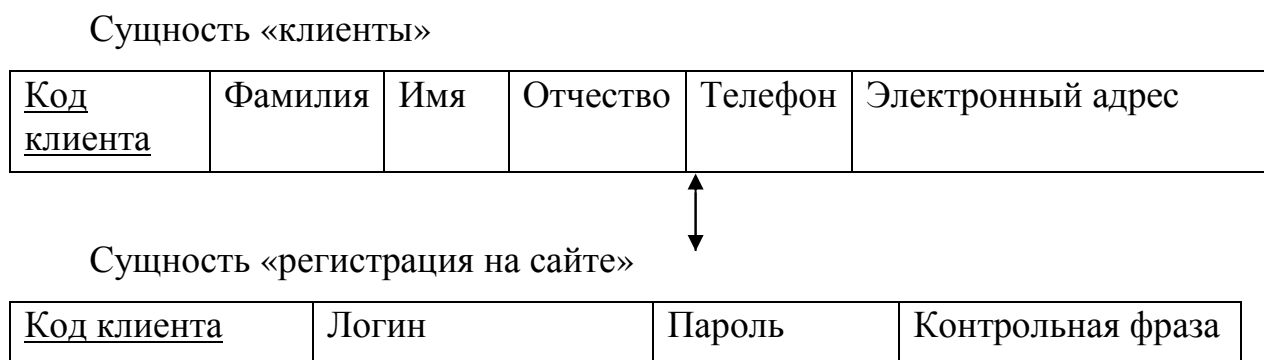 Сущность «клиенты»
Код клиента Фамилия Имя Отчество Телефон Электронный адрес
Сущность «регистрация на сайте»
Код клиента Логин Пароль Контрольная фраза